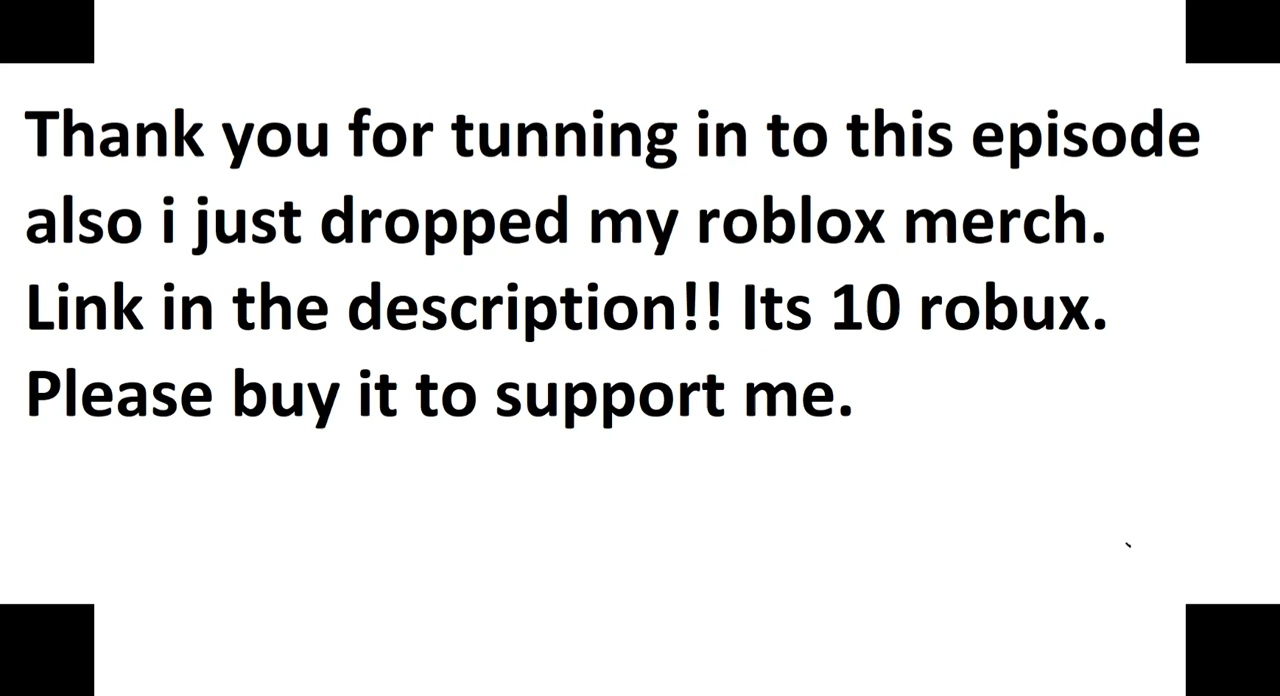 Thank you for tunning in to this episode
also i just dropped my roblox merch.
Link in the description!! Its 10 robux.
Please buy it to support me.